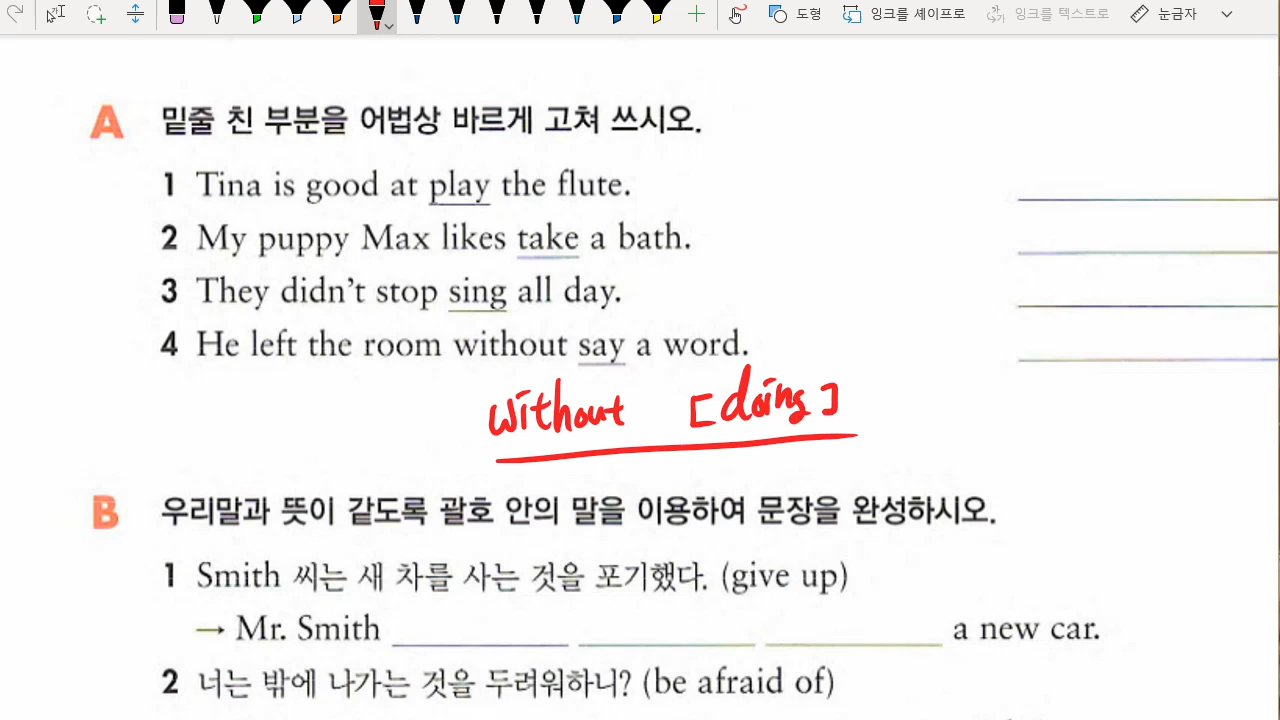 도형 잉크를 셰이프로 잉크를 텍스트로 눈금자
A 밑줄 친 부분을 어법상 바르게 고쳐 쓰시오.
1 Tina is good at play the flute.
2 My puppy Max likes take a bath.
3 They didn't stop sing all day.
4 He left the room without say a word.
without [doing]
B 우리말과 뜻이 같도록 괄호 안의 말을 이용하여 문장을 완성하시오.
1 Smith 씨는 새 차를 사는 것을 포기했다. (give up)
→ Mr. Smith a new car.
2 너는 밖에 나가는 것을 두려워하니? (be afraid of)